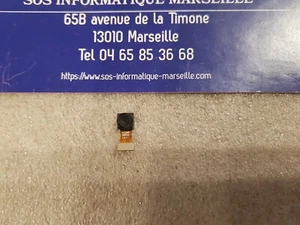 SOS INFORMATIQUE MARSEILLE
65B avenue de la Timone
13010 Marseille
Tel 04 65 85 36 68
https://www.sos-informatique-marseille.com/